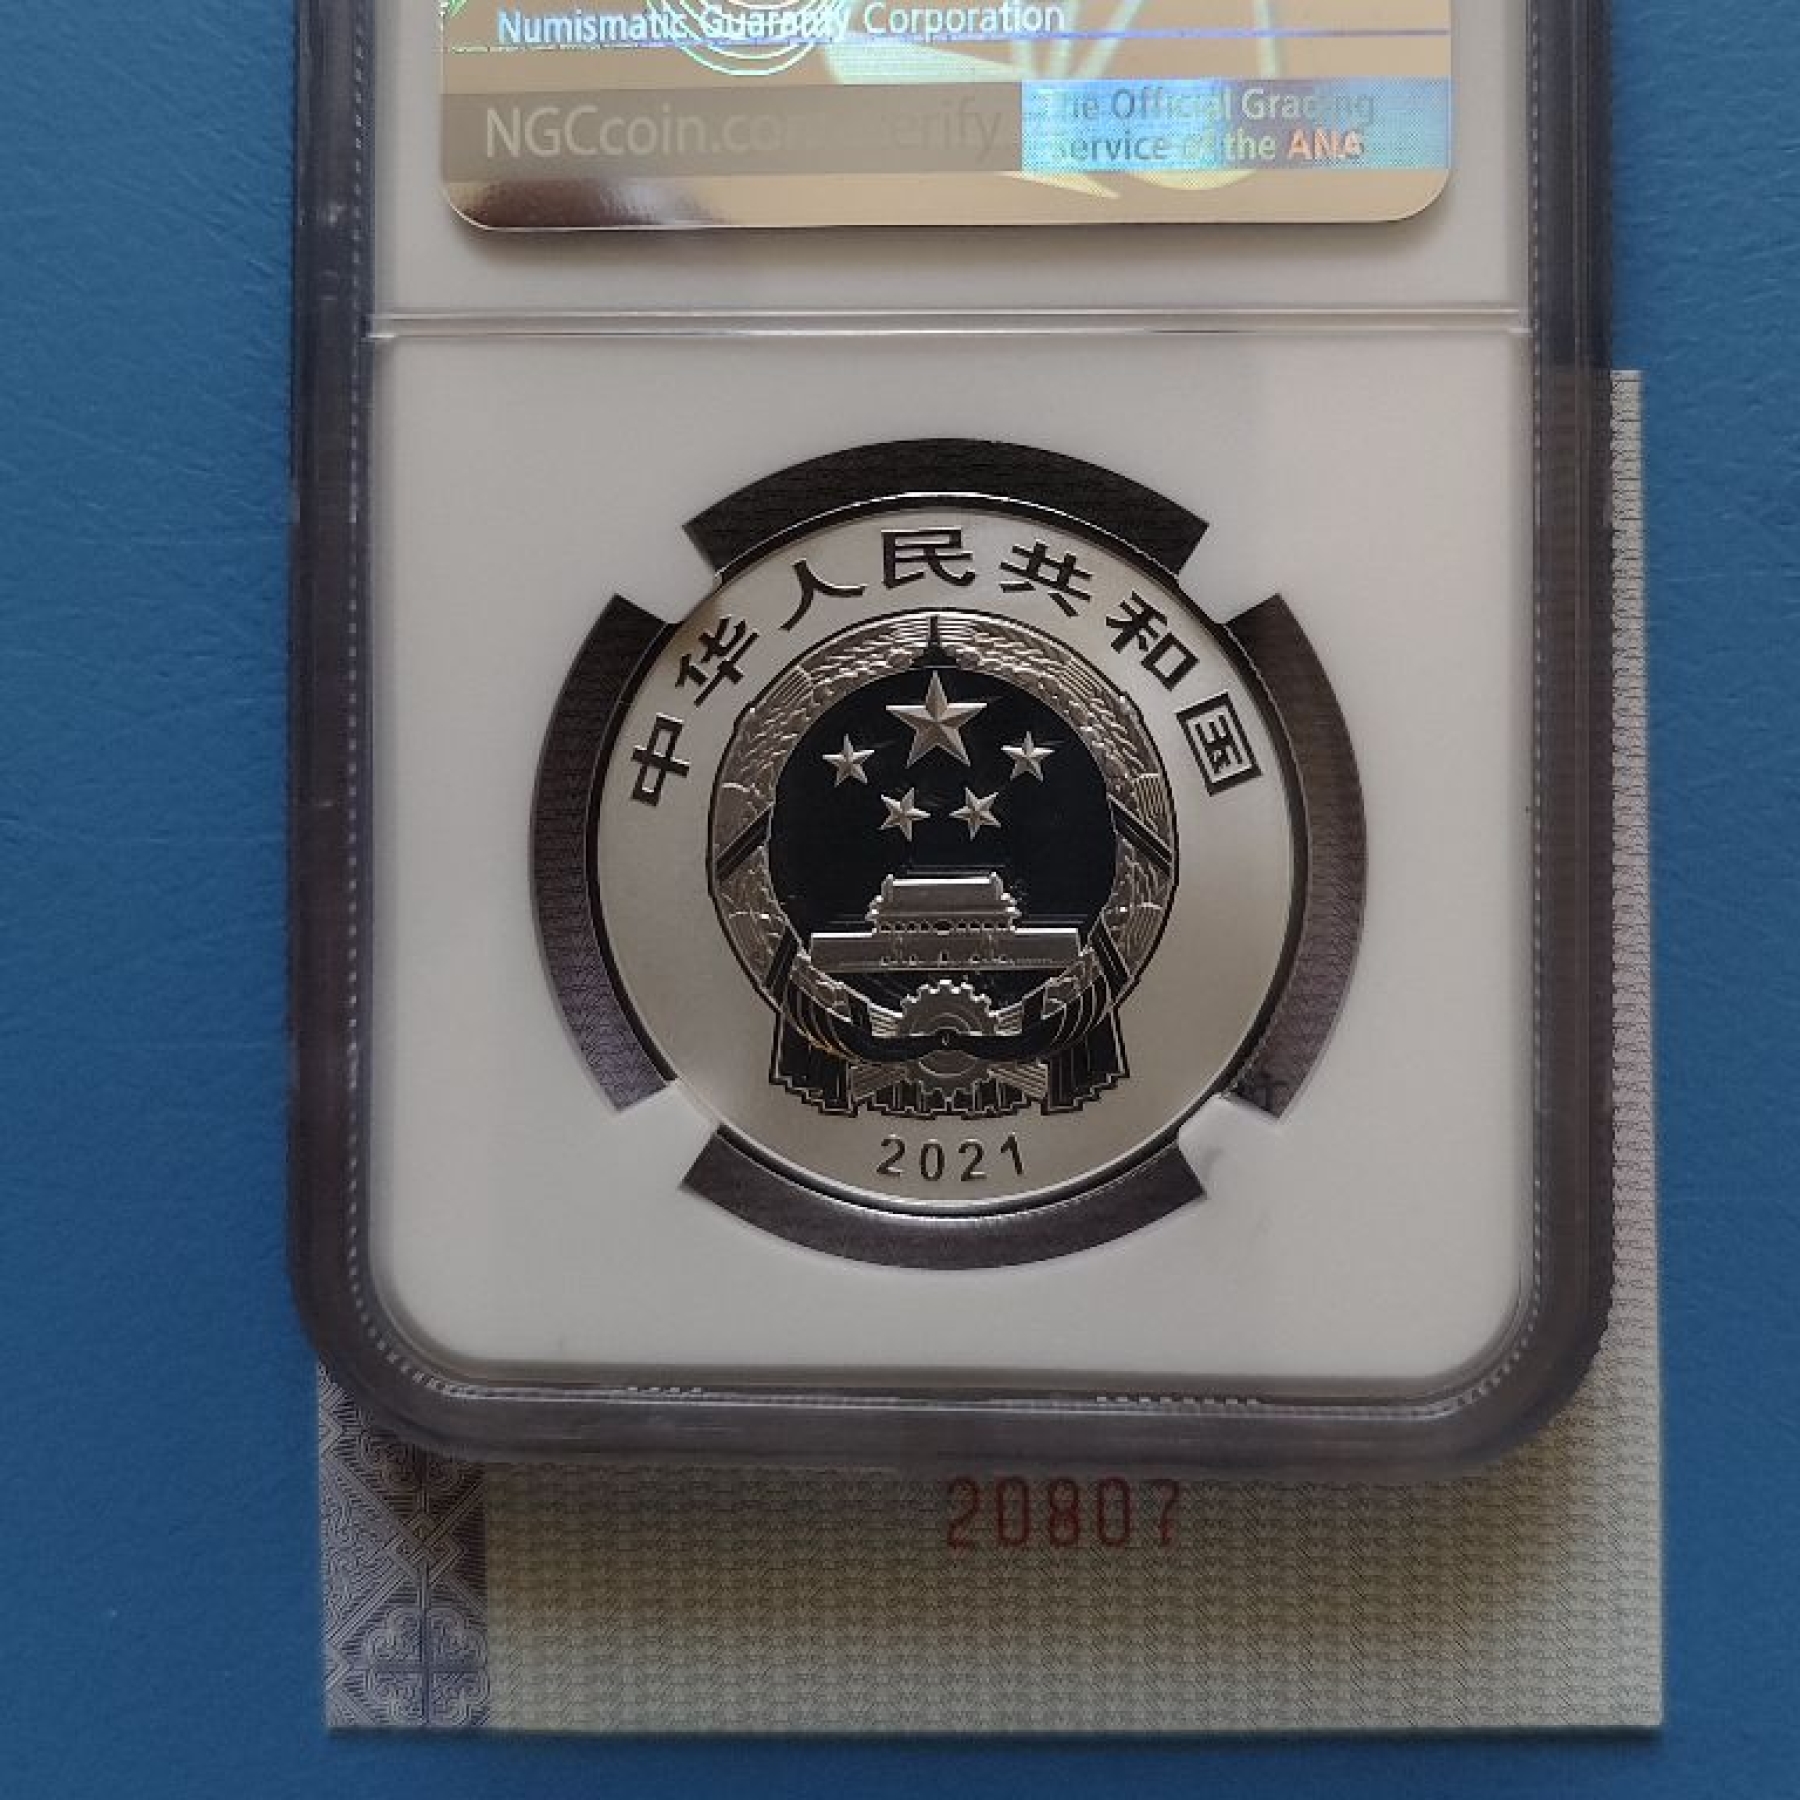 Numismatic Guaranty Corporation
NGCcoin.com
The Official Grading
Service of the ANA
中华人民共和国
2021
20807